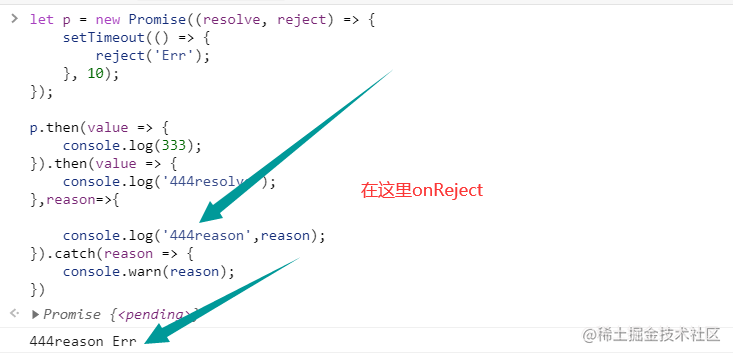 let p = new Promise((resolve, reject) => {
    setTimeout(() => {
        reject('Err');
    }, 10);
});
p.then(value => {
    console.log(333);
}).then(value => {
    console.log('444resolve');
},reason=>{
在这里onReject
    console.log('444reason',reason);
}).catch(reason => {
    console.warn(reason);
})
Promise {<pending>}
444reason Err
@稀土掘金技术社区